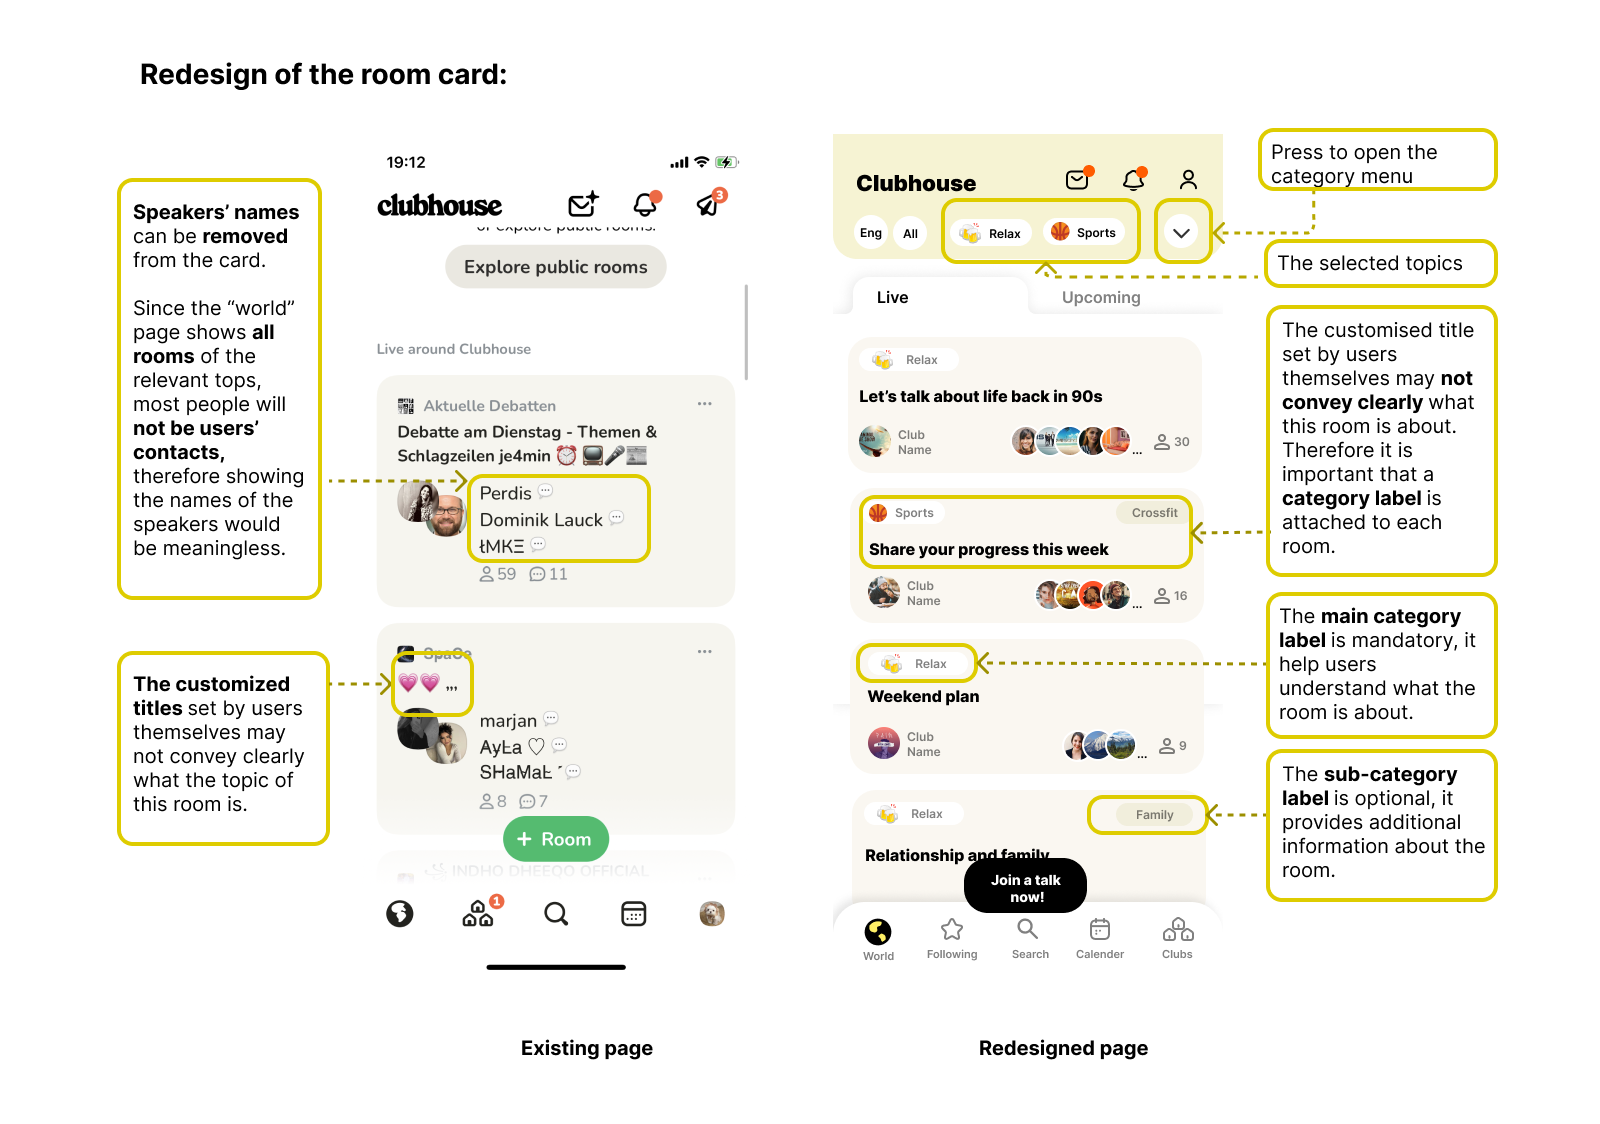 Redesign of the room card:
Speakers’ names
can be removed
from the card.
Since the “world”
page shows all
rooms of the
relevant tops,
most people will
not be users’
contacts,
therefore showing
the names of the
speakers would
be meaningless.
The customized
titles set by users
themselves may
not convey clearly
what the topic of
this room is.
19:12
clubhouse
3
or explore public rooms.
Explore public rooms
Live around Clubhouse
Aktuelle Debatten
Debatte am Dienstag - Themen &
Schlagzeilen je4min ⏰ 📺🎤📰
Perdis 💬
Dominik Lauck 💬
ŁMKΞ 💬
59 11
SpaCe
💗💗 ,,,
marjan 💬
AyŁa ♡ 💬
SHaMaŁ ´ 💬
8 7
+ Room
INDHO DHEEQO OFFICIAL
1
Existing page
Clubhouse
Eng All Relax Sports
Live Upcoming
Relax
Let’s talk about life back in 90s
Club
Name
... 30
Sports Crossfit
Share your progress this week
Club
Name
... 16
Relax
Weekend plan
Club
Name
... 9
Relax Family
Relationship and family
Join a talk
now!
World Following Search Calender Clubs
Redesigned page
Press to open the
category menu
The selected topics
The customised title
set by users
themselves may not
convey clearly what
this room is about.
Therefore it is
important that a
category label is
attached to each
room.
The main category
label is mandatory, it
help users
understand what the
room is about.
The sub-category
label is optional, it
provides additional
information about the
room.